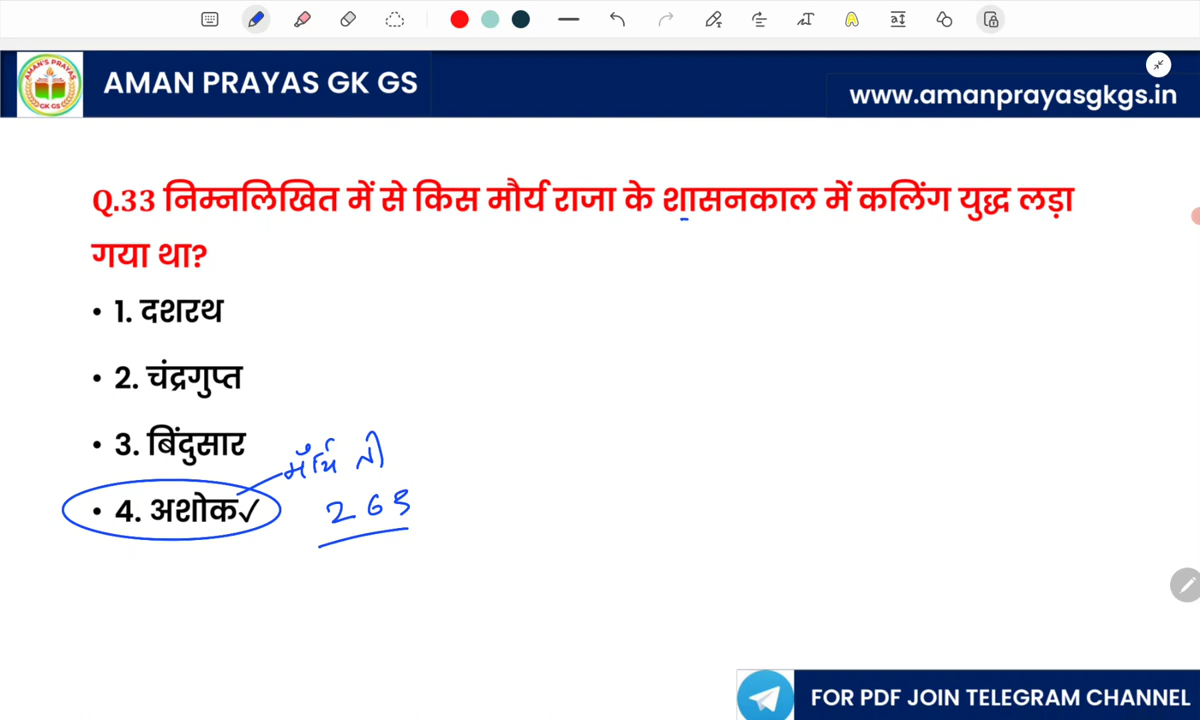 AMAN PRAYAS GK GS
www.amanprayasgkgs.in
Q.33 निम्नलिखित में से किस मौर्य राजा के शासनकाल में कलिंग युद्ध लड़ा
गया था?
• 1. दशरथ
• 2. चंद्रगुप्त
• 3. बिंदुसार
• 4. अशोक✓
FOR PDF JOIN TELEGRAM CHANNEL